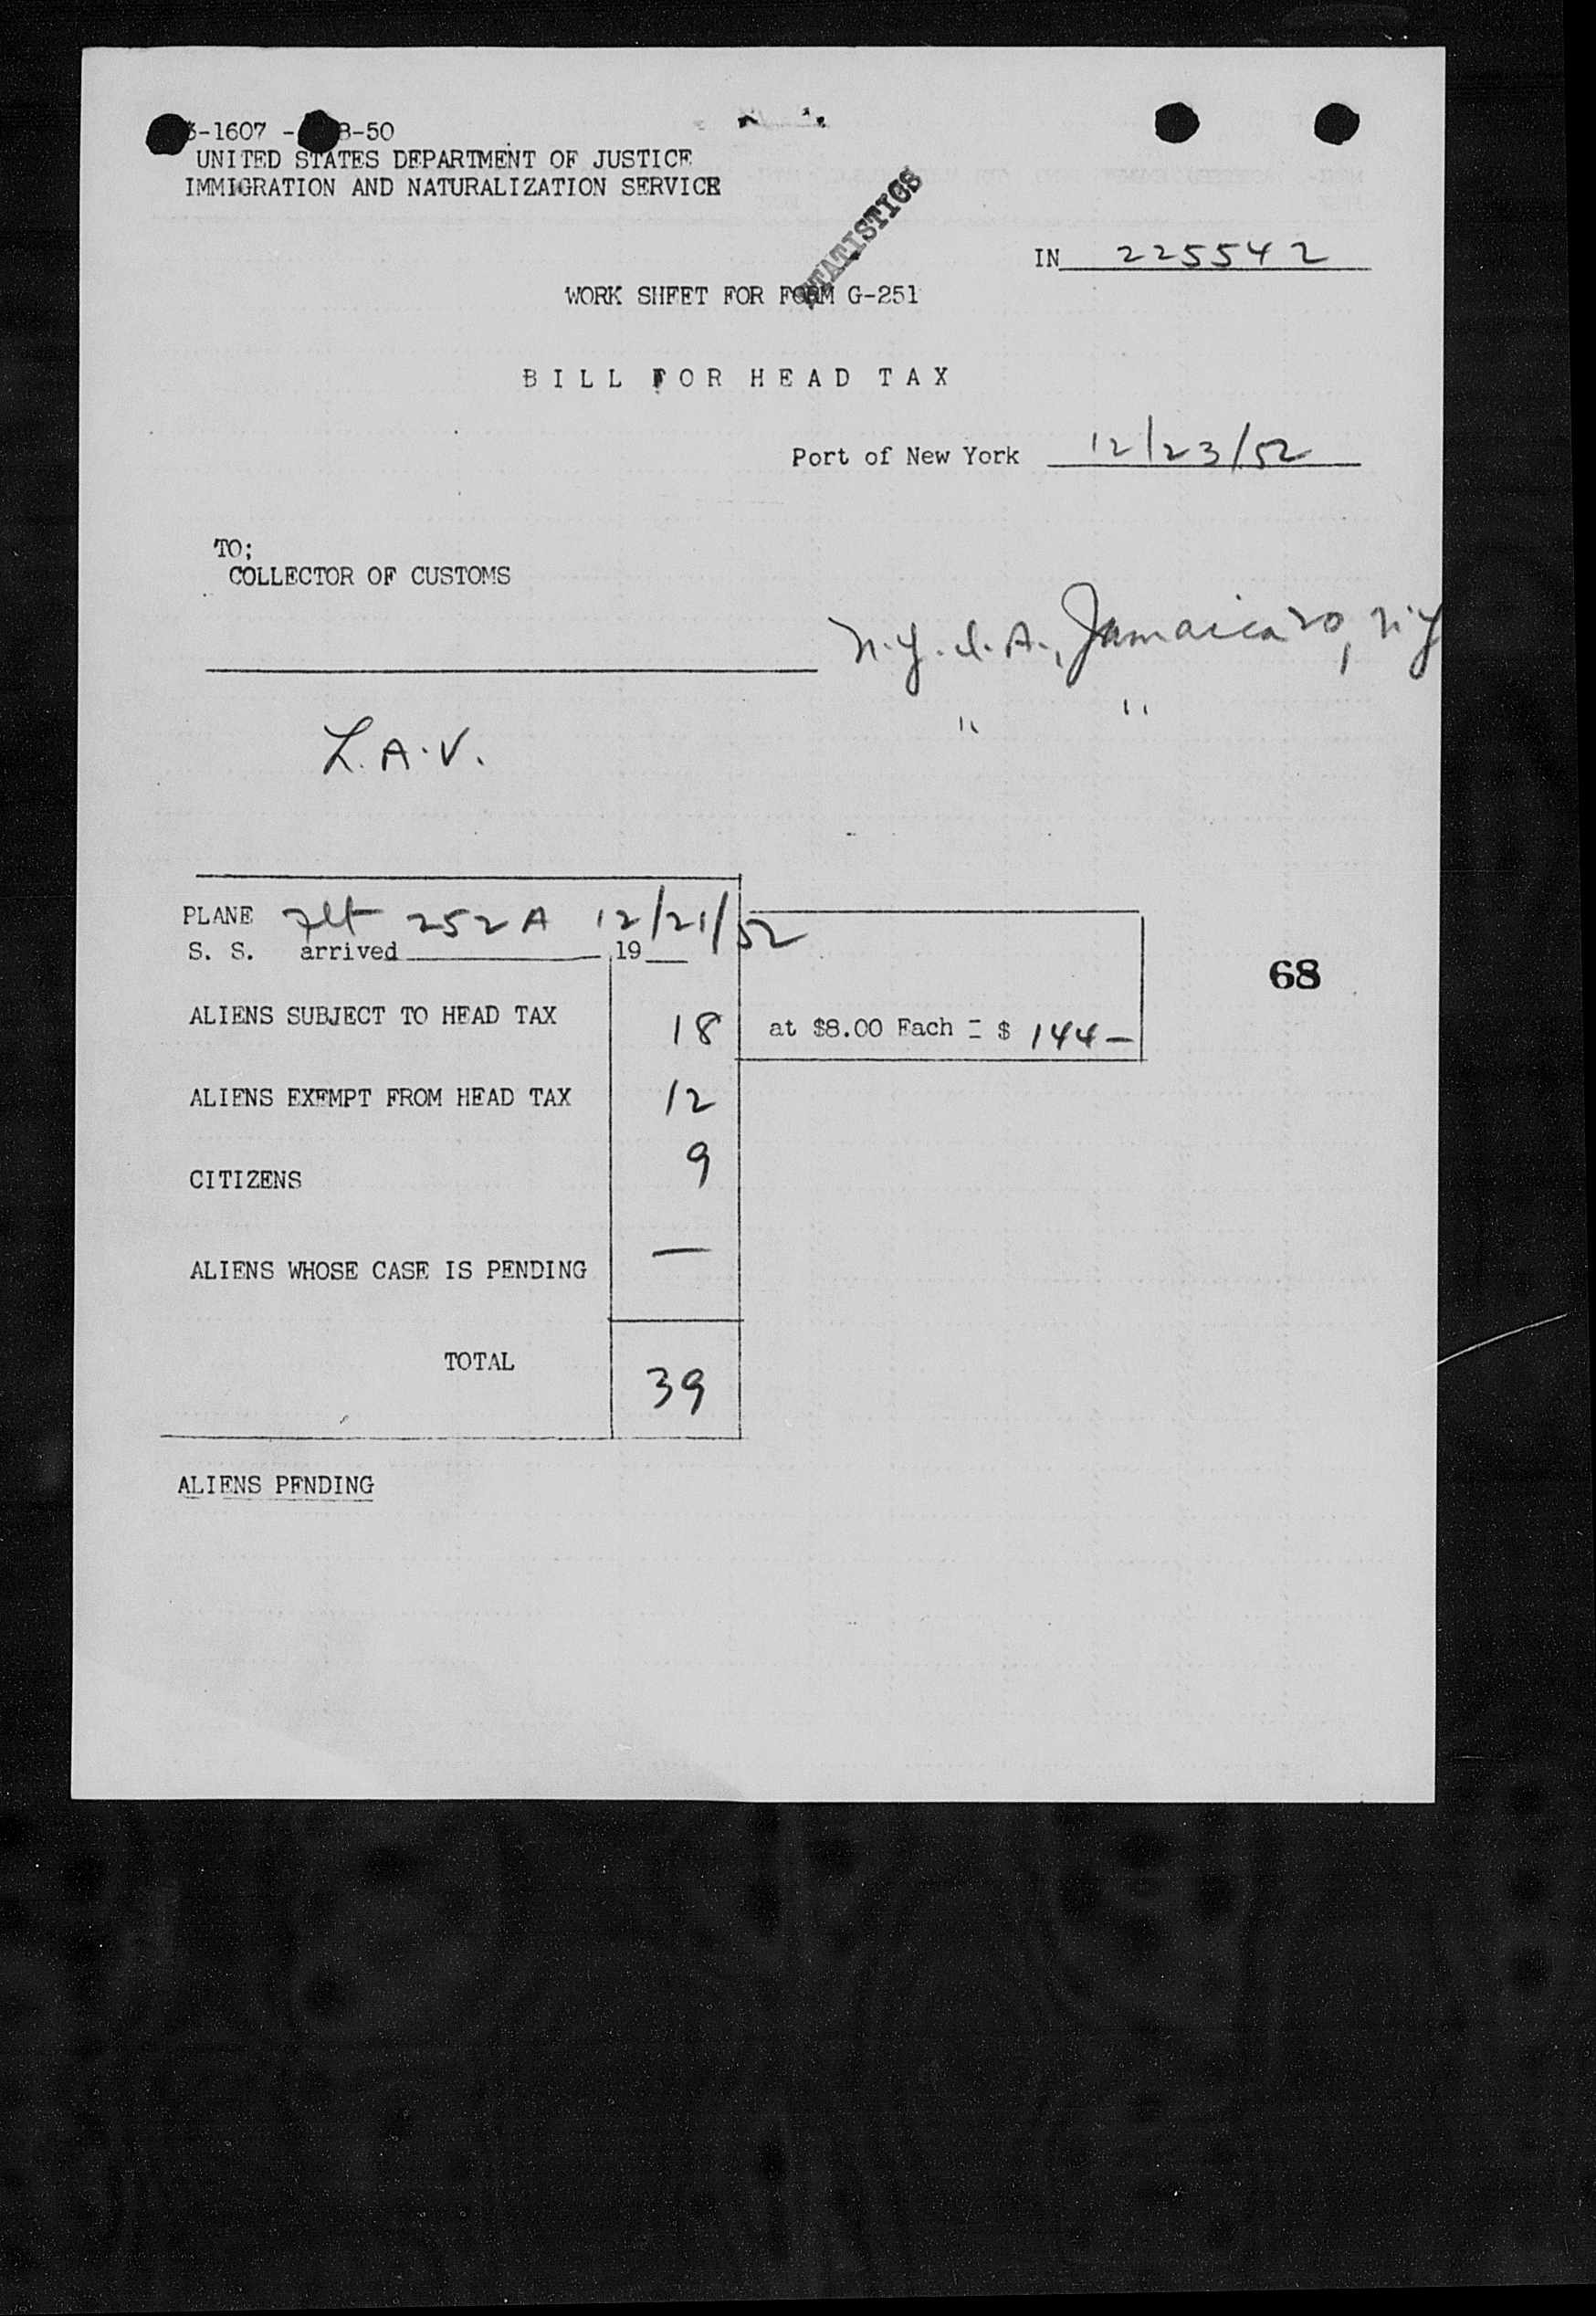 3-1607 - 8-50
UNITED STATES DEPARTMENT OF JUSTICE
IMMIGRATION AND NATURALIZATION SERVICE
STATISTICS
IN 225542
WORK SHEET FOR FORM G-251
BILL FOR HEAD TAX
Port of New York 12/23/52
TO;
COLLECTOR OF CUSTOMS
N.Y.I.A., Jamaica 20, N.Y
" "
L.A.V.
PLANE Flt 252A 12/21/52
S. S. arrived 19
68
ALIENS SUBJECT TO HEAD TAX 18 at $8.00 Each = $ 144—
ALIENS EXEMPT FROM HEAD TAX 12
CITIZENS 9
ALIENS WHOSE CASE IS PENDING —
TOTAL 39
ALIENS PENDING